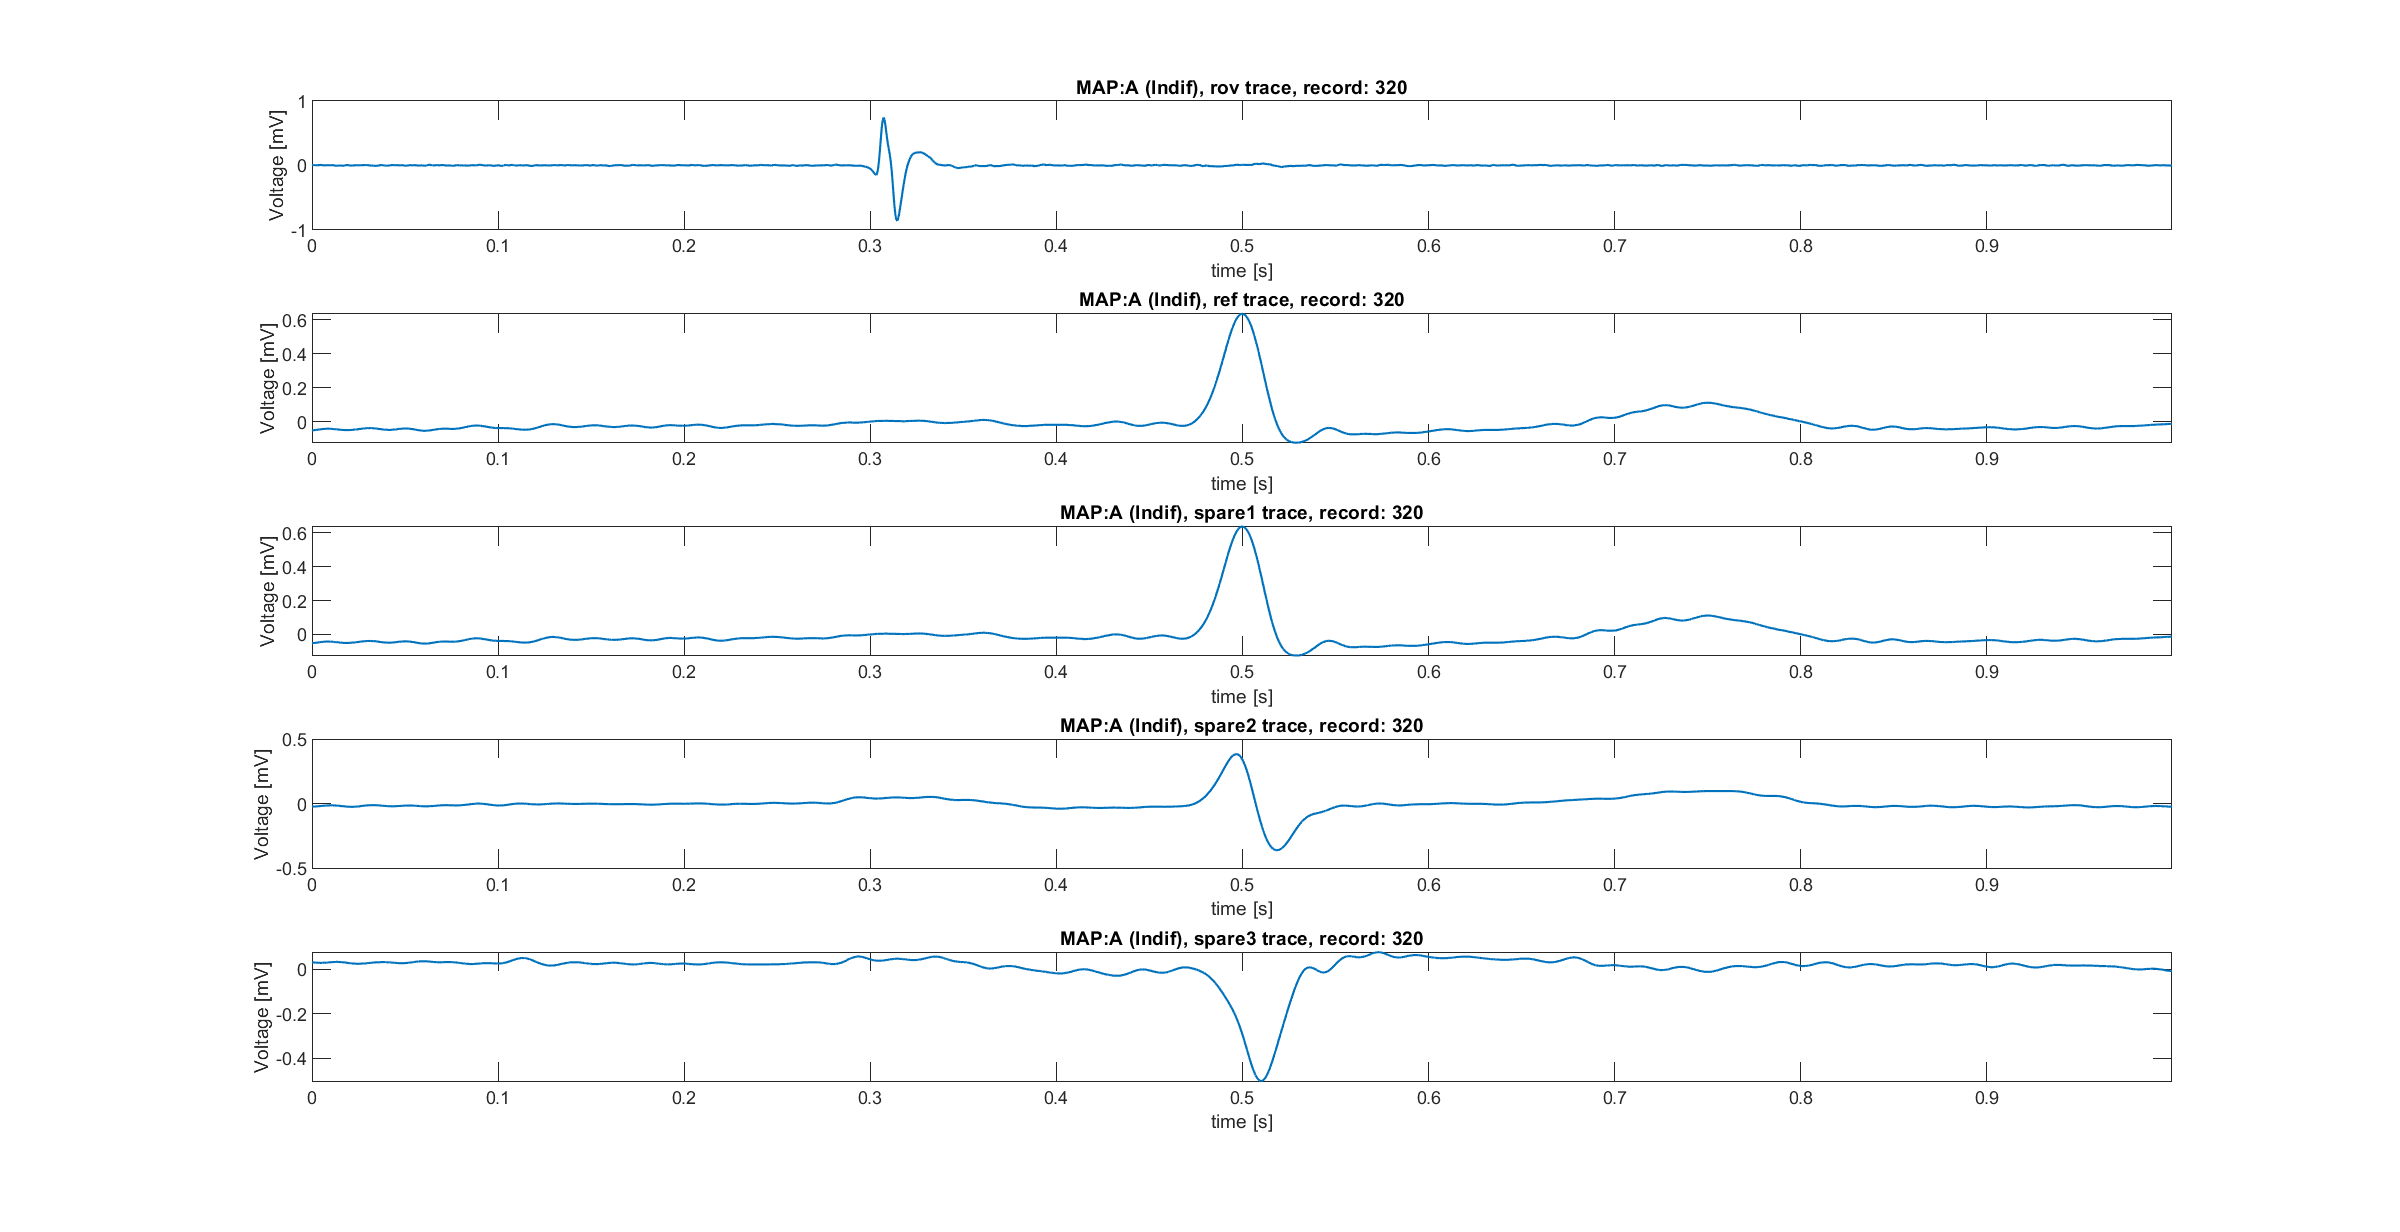 MAP:A (Indif), rov trace, record: 320
Voltage [mV]
1
0
-1
0 0.1 0.2 0.3 0.4 0.5 0.6 0.7 0.8 0.9
time [s]
MAP:A (Indif), ref trace, record: 320
Voltage [mV]
0.6
0.4
0.2
0
0 0.1 0.2 0.3 0.4 0.5 0.6 0.7 0.8 0.9
time [s]
MAP:A (Indif), spare1 trace, record: 320
Voltage [mV]
0.6
0.4
0.2
0
0 0.1 0.2 0.3 0.4 0.5 0.6 0.7 0.8 0.9
time [s]
MAP:A (Indif), spare2 trace, record: 320
Voltage [mV]
0.5
0
-0.5
0 0.1 0.2 0.3 0.4 0.5 0.6 0.7 0.8 0.9
time [s]
MAP:A (Indif), spare3 trace, record: 320
Voltage [mV]
0
-0.2
-0.4
0 0.1 0.2 0.3 0.4 0.5 0.6 0.7 0.8 0.9
time [s]